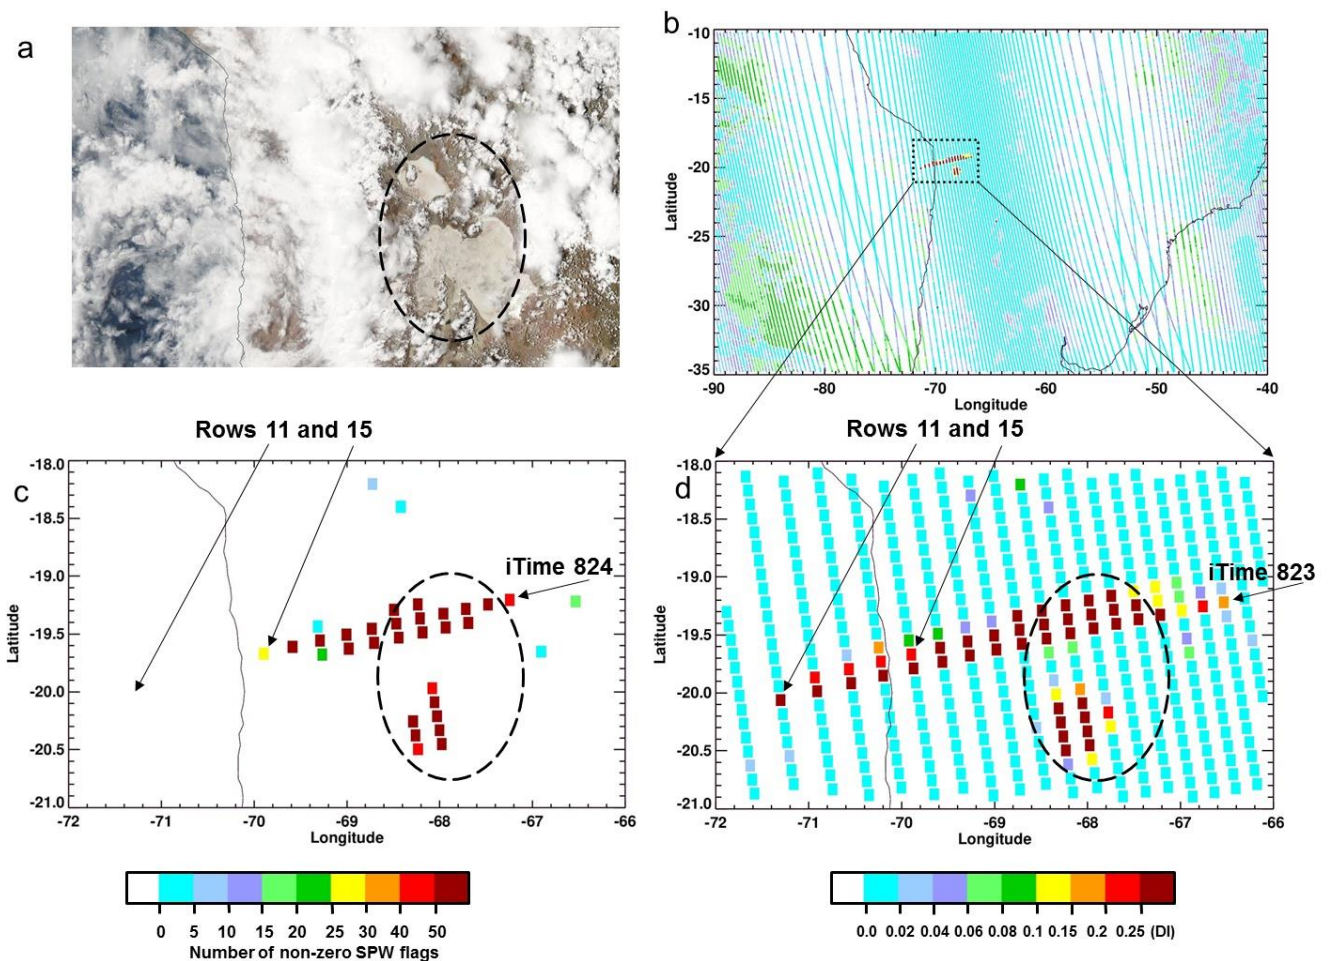 a
b
-10
-15
-20
-25
-30
-35
Latitude
-90
-80
-70
-60
-50
-40
Longitude
Rows 11 and 15
c
-18.0
-18.5
-19.0
-19.5
-20.0
-20.5
-21.0
Latitude
iTime 824
-72
-71
-70
-69
-68
-67
-66
Longitude
0 5 10 15 20 25 30 40 50
Number of non-zero SPW flags
Rows 11 and 15
d
-18.0
-18.5
-19.0
-19.5
-20.0
-20.5
-21.0
Latitude
iTime 823
-72
-71
-70
-69
-68
-67
-66
Longitude
0.0 0.02 0.04 0.06 0.08 0.1 0.15 0.2 0.25 (DI)